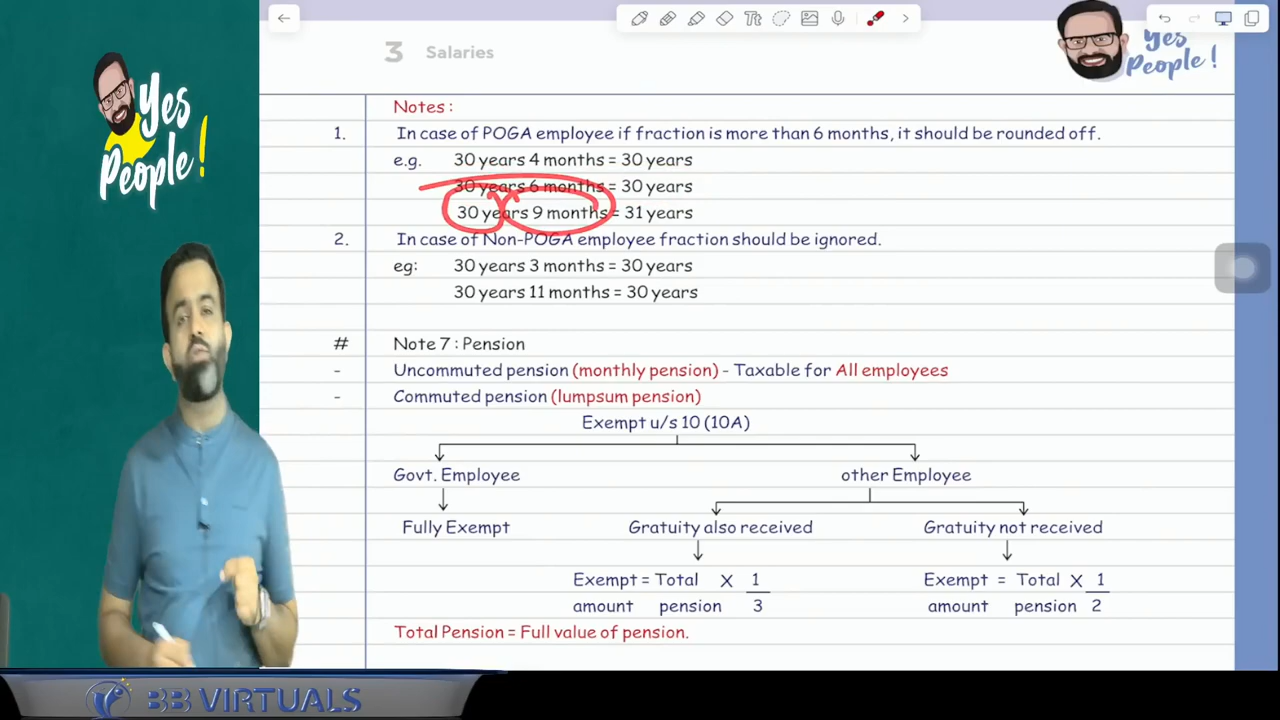 Yes People!
3 Salaries
Yes People!
Tt
Notes :
1. In case of POGA employee if fraction is more than 6 months, it should be rounded off.
e.g. 30 years 4 months = 30 years
30 years 6 months = 30 years
30 years 9 months = 31 years
2. In case of Non-POGA employee fraction should be ignored.
eg: 30 years 3 months = 30 years
30 years 11 months = 30 years
# Note 7 : Pension
- Uncommuted pension (monthly pension) - Taxable for All employees
- Commuted pension (lumpsum pension)
Exempt u/s 10 (10A)
Govt. Employee other Employee
Fully Exempt Gratuity also received Gratuity not received
Exempt = Total X 1 Exempt = Total X 1
amount pension 3 amount pension 2
Total Pension = Full value of pension.
BB VIRTUALS